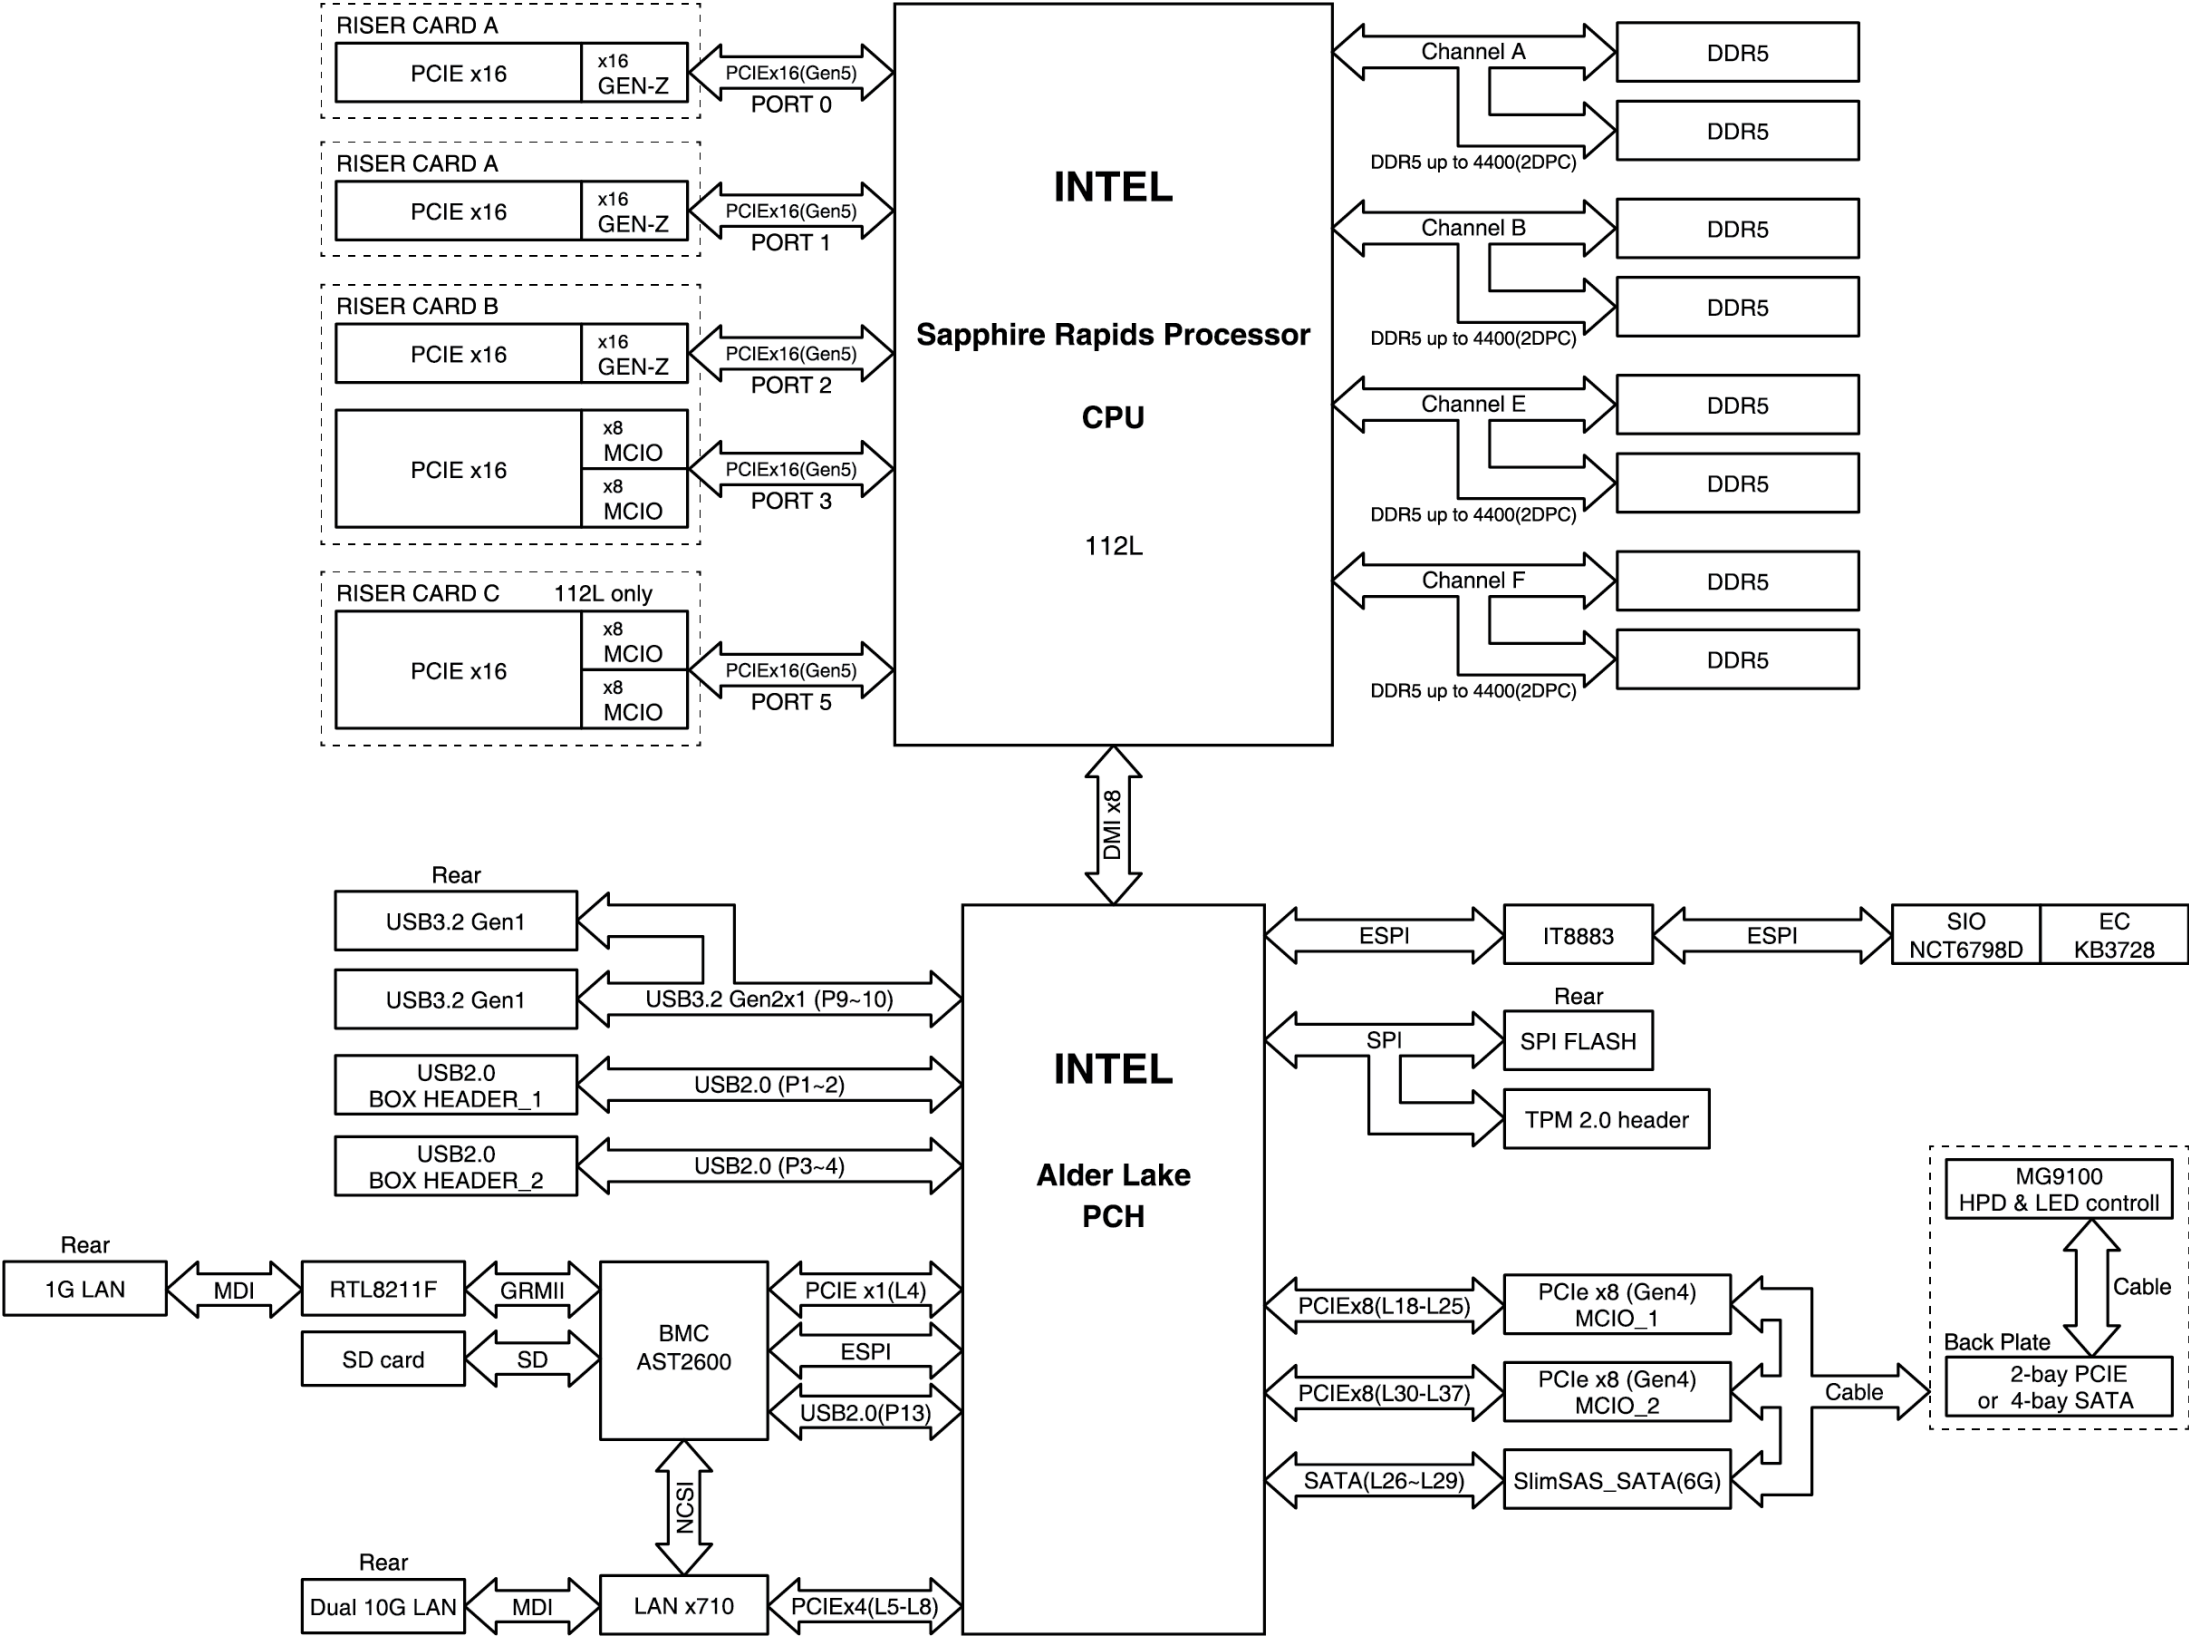 RISER CARD A
PCIE x16
x16
GEN-Z
PCIEx16(Gen5)
PORT 0
RISER CARD A
PCIE x16
x16
GEN-Z
PCIEx16(Gen5)
PORT 1
RISER CARD B
PCIE x16
x16
GEN-Z
PCIEx16(Gen5)
PORT 2
PCIE x16
x8
MCIO
x8
MCIO
PCIEx16(Gen5)
PORT 3
RISER CARD C 112L only
PCIE x16
x8
MCIO
x8
MCIO
PCIEx16(Gen5)
PORT 5
INTEL
Sapphire Rapids Processor
CPU
112L
Channel A
DDR5
DDR5
DDR5 up to 4400(2DPC)
Channel B
DDR5
DDR5
DDR5 up to 4400(2DPC)
Channel E
DDR5
DDR5
DDR5 up to 4400(2DPC)
Channel F
DDR5
DDR5
DDR5 up to 4400(2DPC)
DMI x8
Rear
USB3.2 Gen1
USB3.2 Gen1
USB3.2 Gen2x1 (P9~10)
USB2.0
BOX HEADER_1
USB2.0 (P1~2)
USB2.0
BOX HEADER_2
USB2.0 (P3~4)
Rear
1G LAN
MDI
RTL8211F
GRMII
SD card
SD
BMC
AST2600
PCIE x1(L4)
ESPI
USB2.0(P13)
NCSI
Rear
Dual 10G LAN
MDI
LAN x710
PCIEx4(L5-L8)
INTEL
Alder Lake
PCH
ESPI
IT8883
ESPI
SIO
NCT6798D
EC
KB3728
Rear
SPI
SPI FLASH
TPM 2.0 header
PCIEx8(L18-L25)
PCIe x8 (Gen4)
MCIO_1
PCIEx8(L30-L37)
PCIe x8 (Gen4)
MCIO_2
SATA(L26~L29)
SlimSAS_SATA(6G)
Cable
MG9100
HPD & LED controll
Cable
Back Plate
2-bay PCIE
or 4-bay SATA